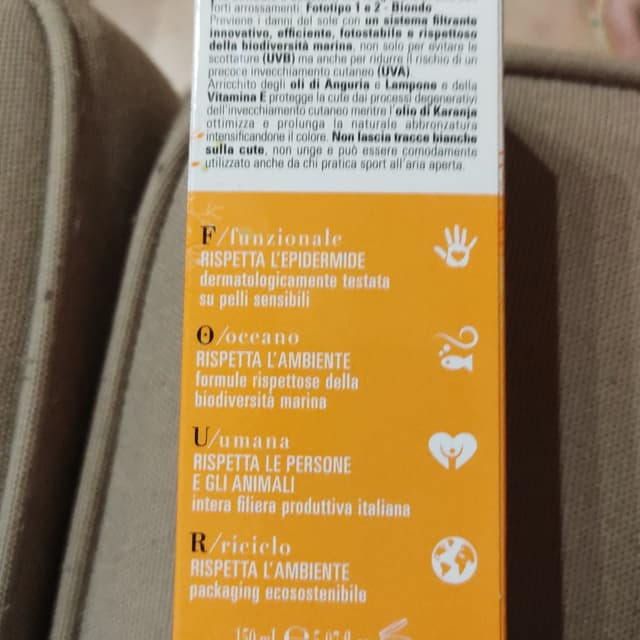 Fototipo 1 e 2 - Biondo
Previene i danni del sole con un sistema filtrante
innovativo, efficiente, fotostabile e rispettoso
della biodiversità marina, non solo per evitare le
scottature (UVB) ma anche per ridurre il rischio di un
precoce invecchiamento cutaneo (UVA).
Arricchito degli oli di Anguria e Lampone e della
Vitamina E protegge la cute dai processi degenerativi
dell'invecchiamento cutaneo mentre l'olio di Karanja
ottimizza e prolunga la naturale abbronzatura
intensificandone il colore. Non lascia tracce bianche
sulla cute, non unge e può essere comodamente
utilizzato anche da chi pratica sport all'aria aperta.
F/funzionale
RISPETTA L'EPIDERMIDE
dermatologicamente testata
su pelli sensibili
O/oceano
RISPETTA L'AMBIENTE
formule rispettose della
biodiversità marina
U/umana
RISPETTA LE PERSONE
E GLI ANIMALI
intera filiera produttiva italiana
R/riciclo
RISPETTA L'AMBIENTE
packaging ecosostenibile
150 ml ℮ 5.07 fl